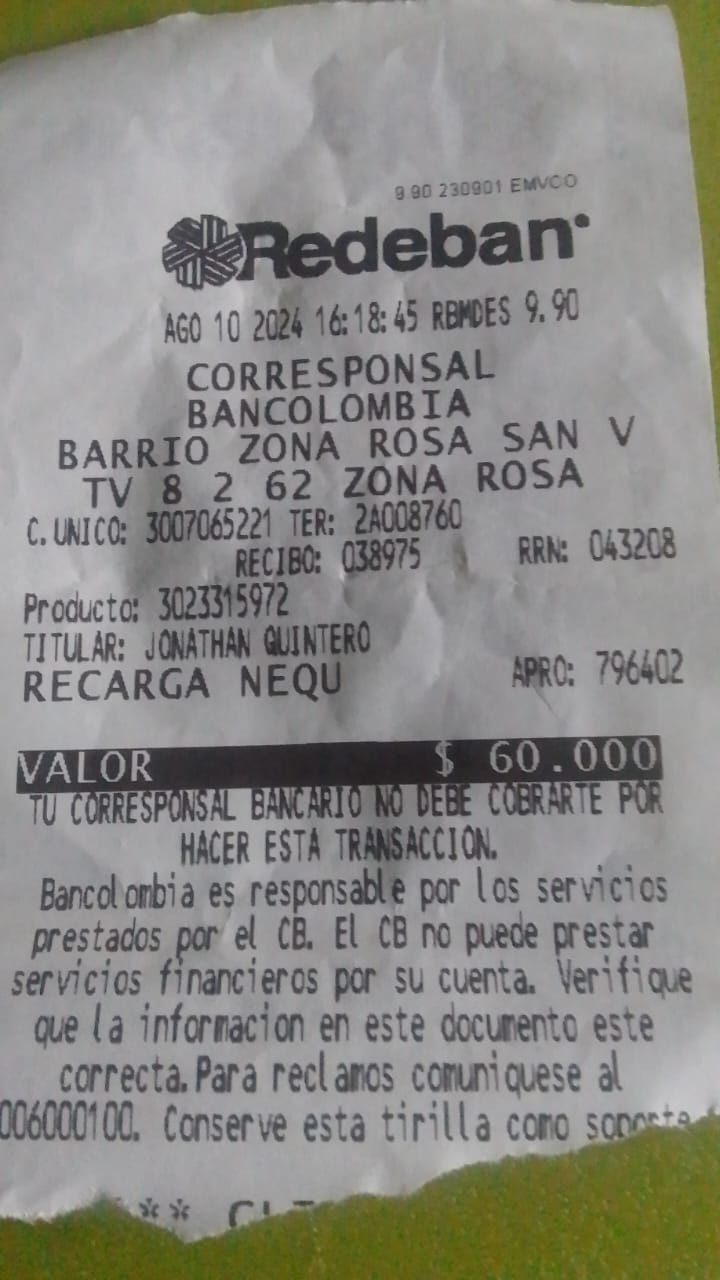 9 90 230901 EMVCO
Redeban
AGO 10 2024 16:18:45 RBMDES 9.90
CORRESPONSAL
BANCOLOMBIA
BARRIO ZONA ROSA SAN V
TV 8 2 62 ZONA ROSA
C. UNICO: 3007065221 TER: 2A008760
RECIBO: 038975 RRN: 043208
Producto: 3023315972
TITULAR: JONATHAN QUINTERO
RECARGA NEQU APRO: 796402
VALOR $ 60.000
TU CORRESPONSAL BANCARIO NO DEBE COBRARTE POR
HACER ESTA TRANSACCION.
Bancolombia es responsable por los servicios
prestados por el CB. El CB no puede prestar
servicios financieros por su cuenta. Verifique
que la informacion en este documento este
correcta. Para reclamos comuniquese al
006000100. Conserve esta tirilla como soporte
**